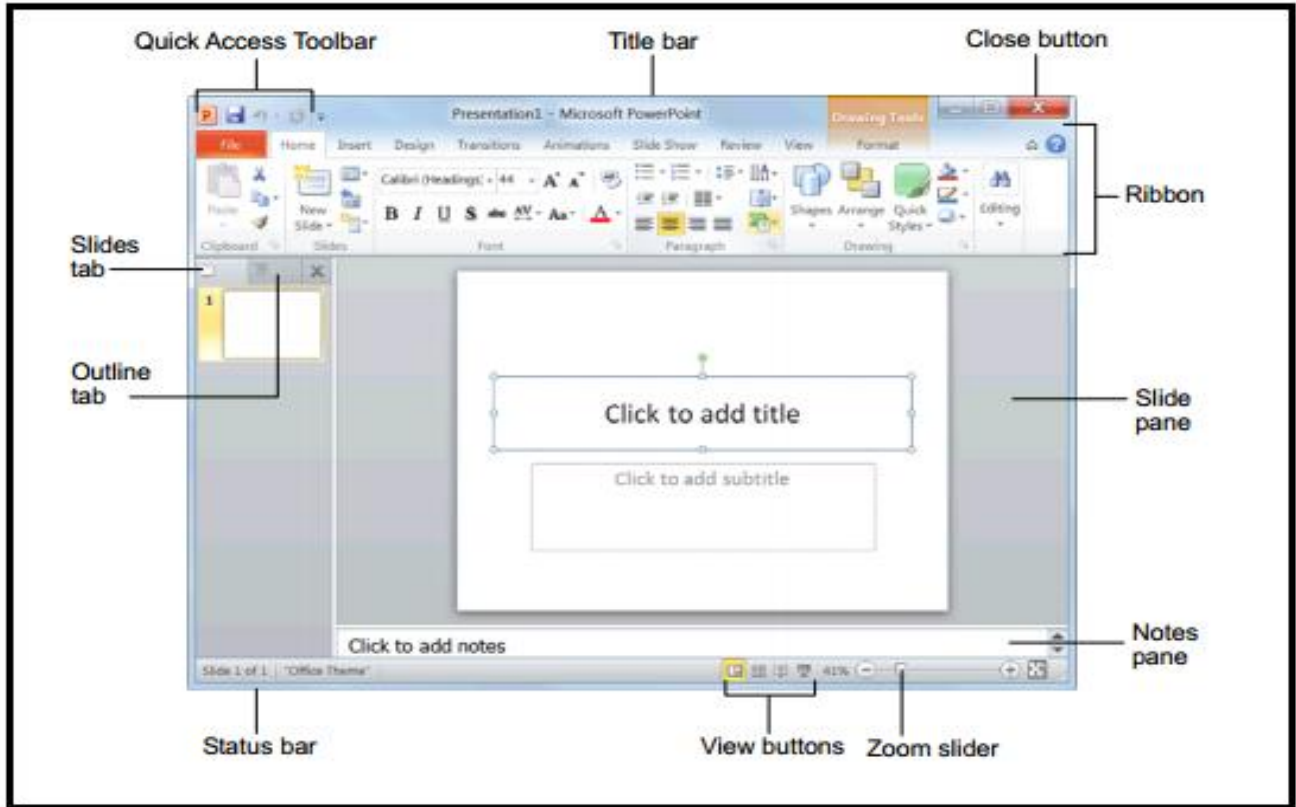 Quick Access Toolbar
Title bar
Close button
Presentation1 - Microsoft PowerPoint
Drawing Tools
File Home Insert Design Transitions Animations Slide Show Review View Format
Ribbon
Calibri (Headings) 44
Paste
New
Slide
B I U S abc AV Aa A
Shapes Arrange Quick
Styles
Editing
Clipboard Slides Font Paragraph Drawing
Slides
tab
1
Outline
tab
Click to add title
Slide
pane
Click to add subtitle
Click to add notes
Notes
pane
Slide 1 of 1 "Office Theme" 41%
Status bar
View buttons
Zoom slider